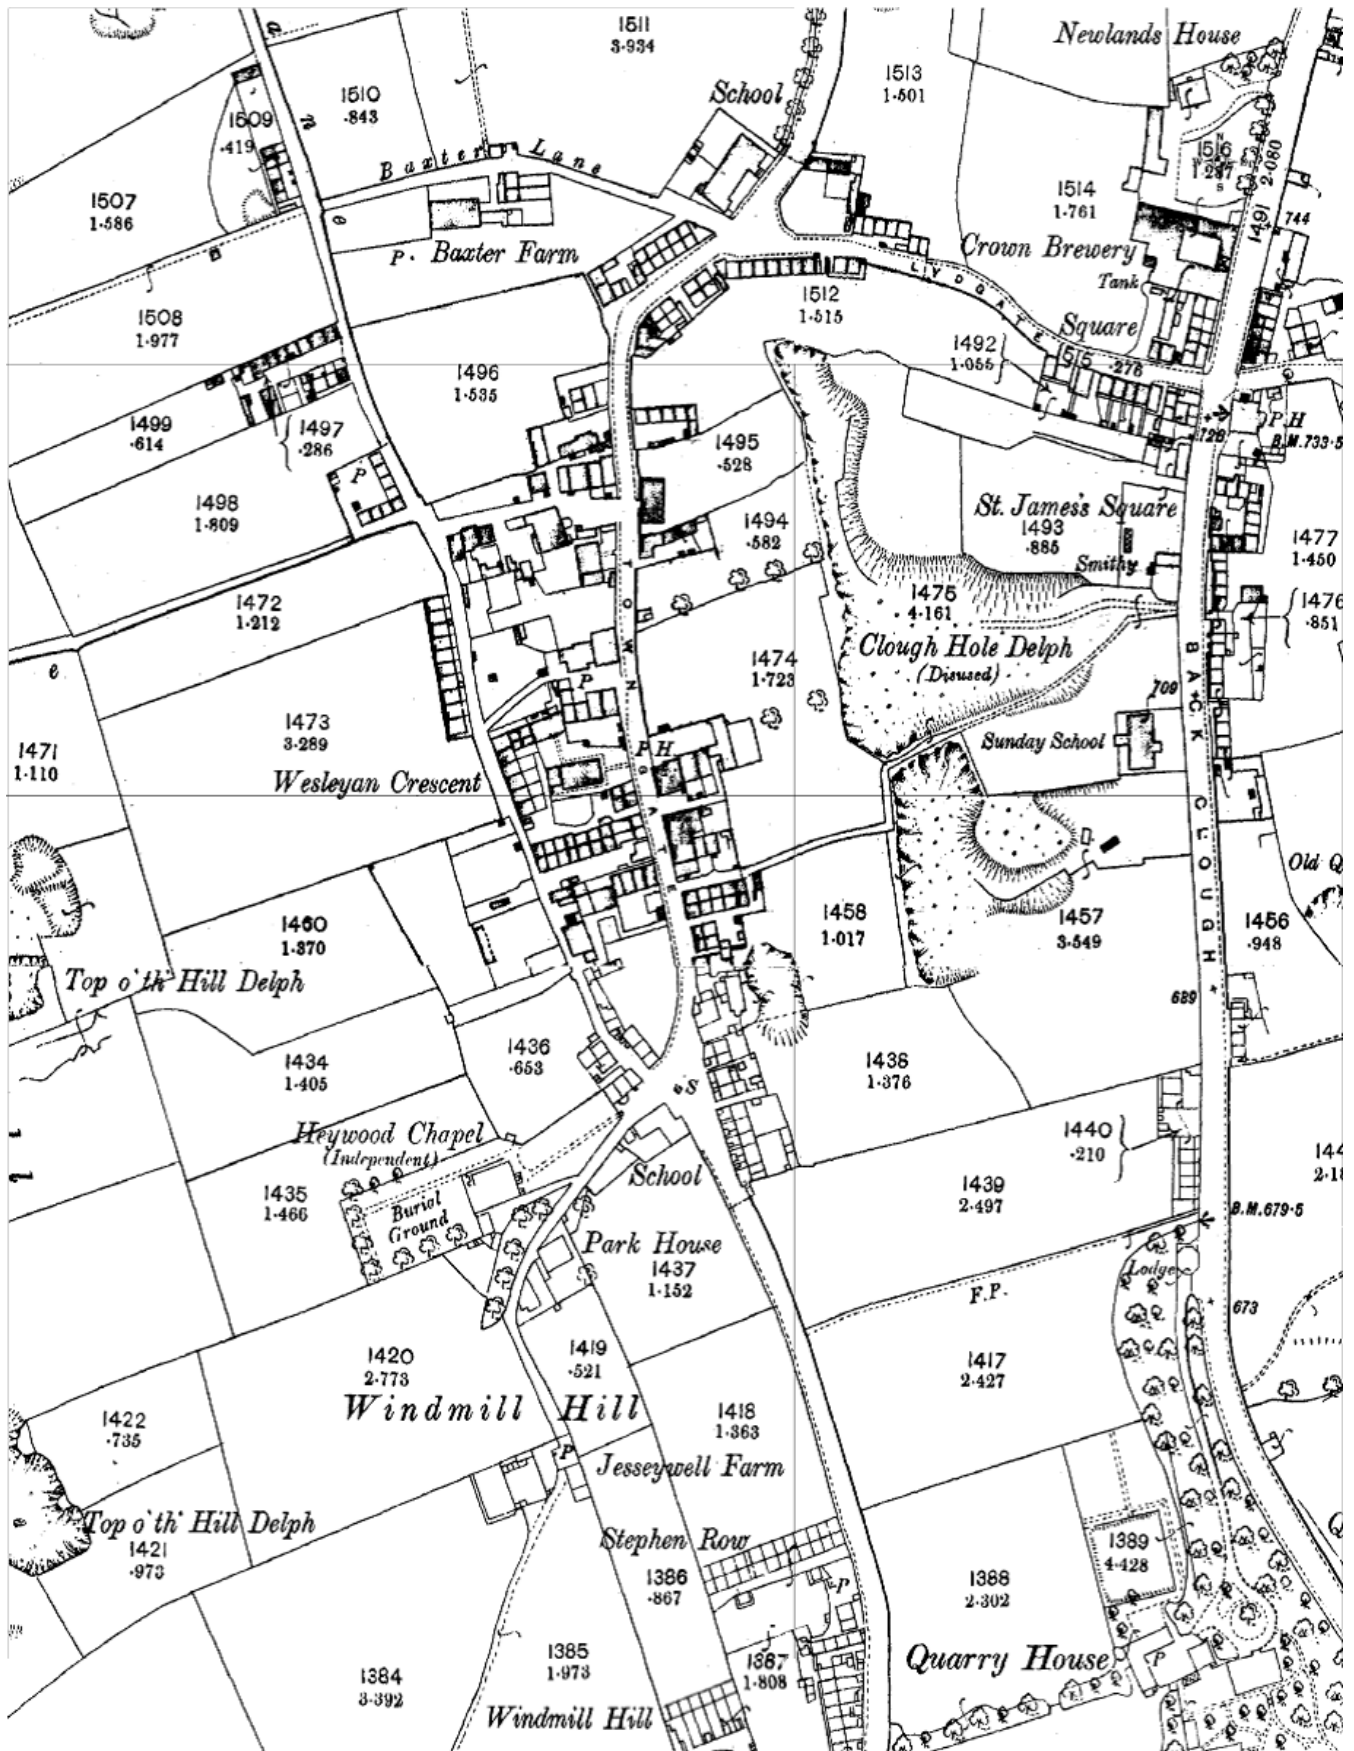 1511
3·934
Newlands House
School
1513
1·501
1510
·843
1509
·419
Baxter Lane
1516
2·080
1491
744
1507
1·586
1514
1·761
P.
Baxter Farm
Crown Brewery
Tank
1512
1·515
LYDGATE
1508
1·977
Square
1492
1·055
515
·276
1496
1·535
1499
·614
1497
·286
1495
·528
P H
728
B.M.733·5
P
1498
1·809
1494
·582
St. James's Square
1493
·885
1477
1·450
Smithy
1472
1·212
1475
4·161
1476
·851
Clough Hole Delph
(Disused)
e
1474
1·723
TOWNGATE
BACK CLOUGH
P
709
1473
3·289
1471
1·110
P H
Sunday School
Wesleyan Crescent
Old Q
1460
1·370
1458
1·017
1457
3·549
1456
·948
Top o' th' Hill Delph
689
1434
1·405
1436
·653
1438
1·376
S
Heywood Chapel
(Independent)
1440
·210
144
2·18
School
1435
1·466
Burial
Ground
1439
2·497
B.M.679·5
Park House
1437
1·152
Lodge
F.P.
673
1420
2·773
1419
·521
1417
2·427
Windmill Hill
1422
·735
1418
1·363
P
Jesseywell Farm
Top o' th' Hill Delph
1421
·973
Stephen Row
1389
4·428
Q
1386
·867
P
1388
2·302
1385
1·973
1387
1·808
Quarry House
P
1384
3·392
Windmill Hill